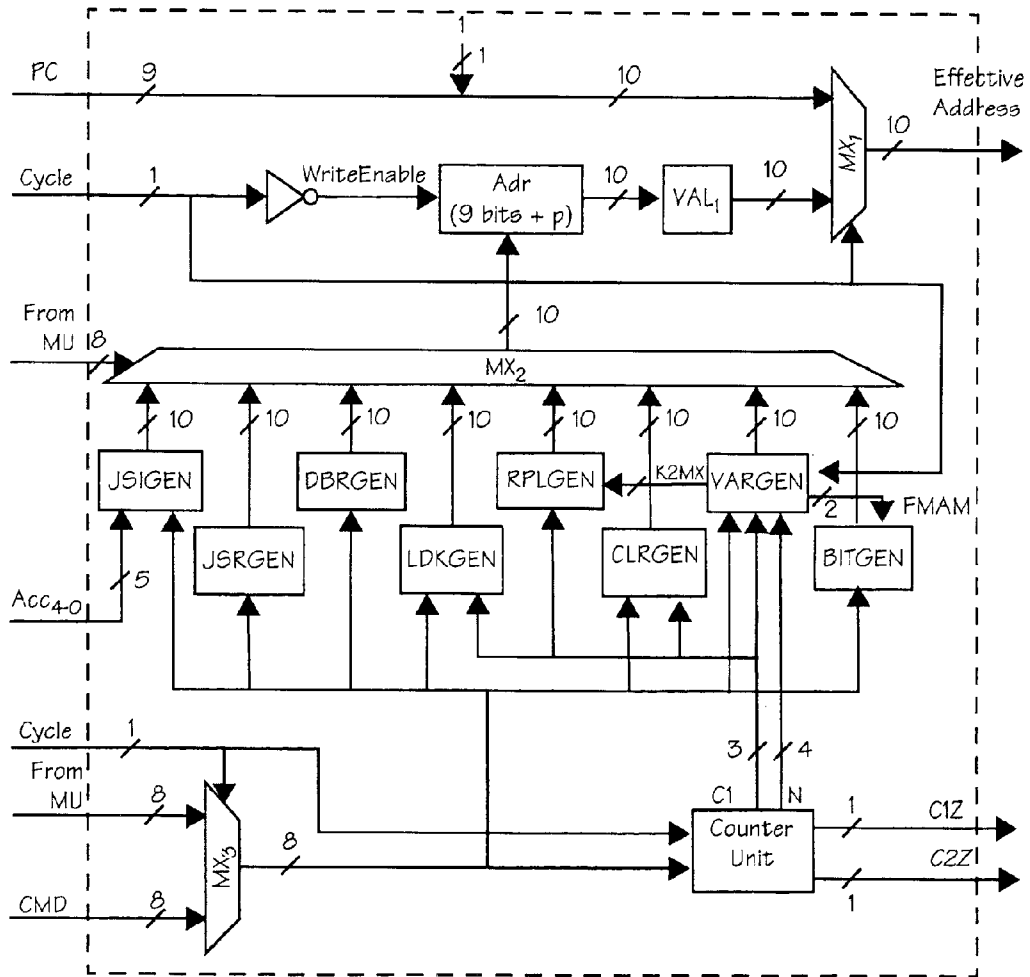 1
1
PC
9
10
Effective
Address
MX1
10
Cycle
1
WriteEnable
Adr
(9 bits + p)
10
VAL1
10
From
MU
8
10
MX2
10
10
10
10
10
10
10
10
JSIGEN
DBRGEN
RPLGEN
K2MX
VARGEN
2
FMAM
JSRGEN
LDKGEN
CLRGEN
BITGEN
5
Acc4-0
Cycle
1
From
MU
8
MX3
8
CMD
8
3
4
C1
N
Counter
Unit
1
C1Z
C2Z
1